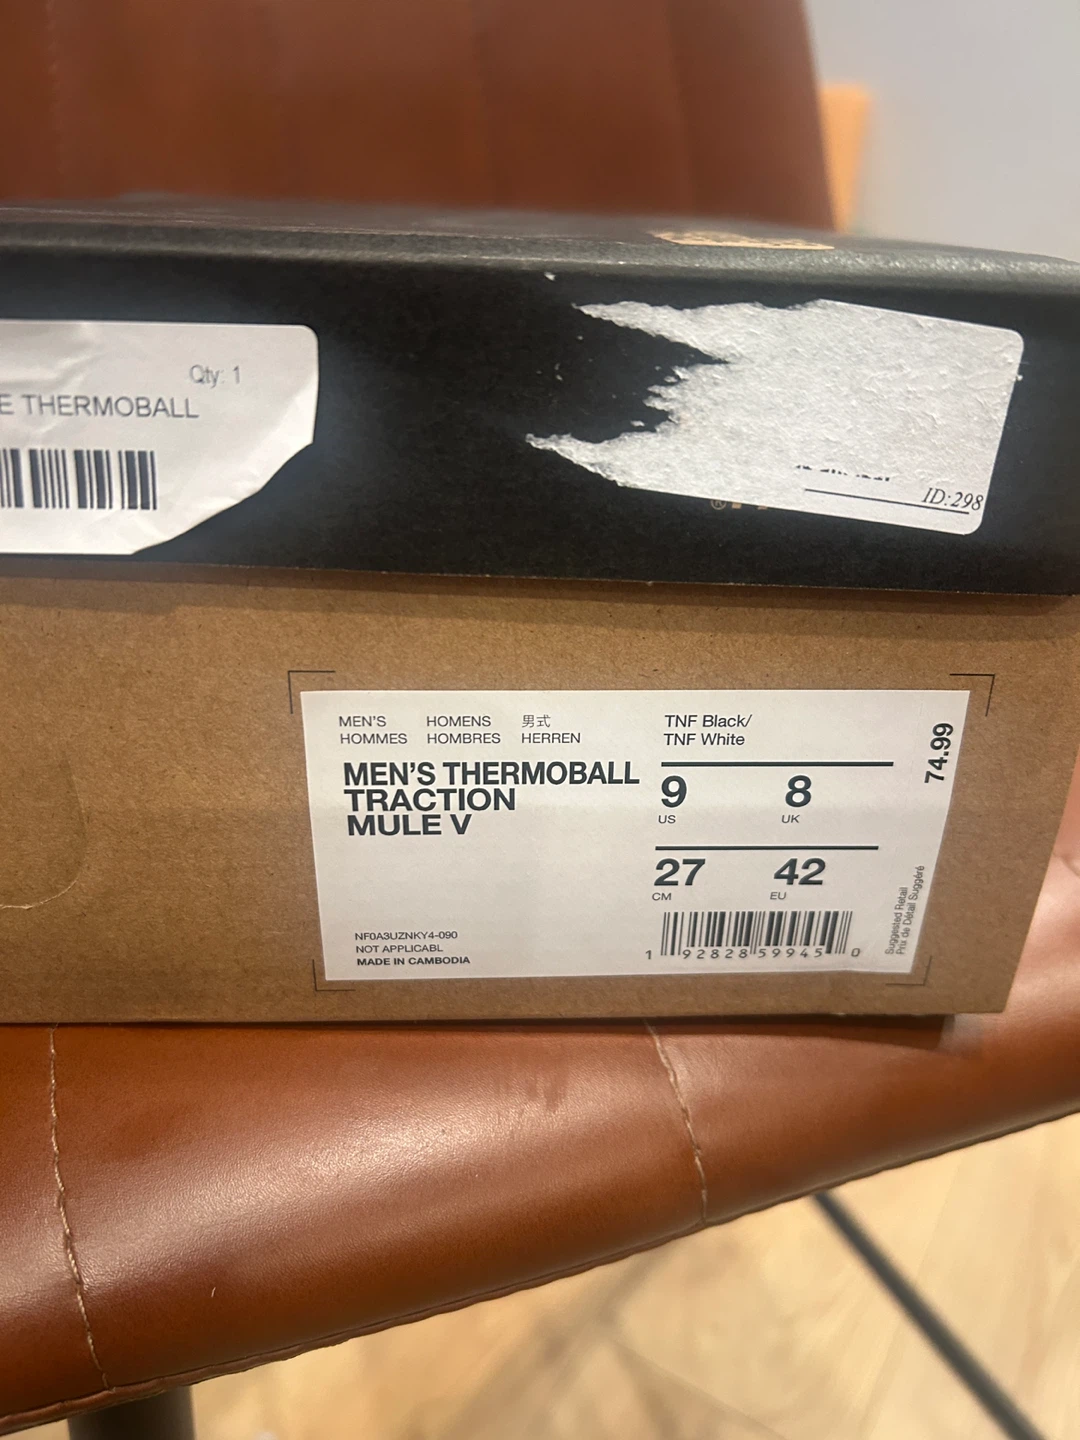 Qty: 1
E THERMOBALL
ID:298
®
MEN'S HOMENS 男式
HOMMES HOMBRES HERREN
MEN'S THERMOBALL
TRACTION
MULE V
TNF Black/
TNF White
9 8
US UK
27 42
CM EU
74.99
Suggested Retail
Prix de Détail Suggéré
NF0A3UZNKY4-090
NOT APPLICABL
MADE IN CAMBODIA
1 92828 59945 0